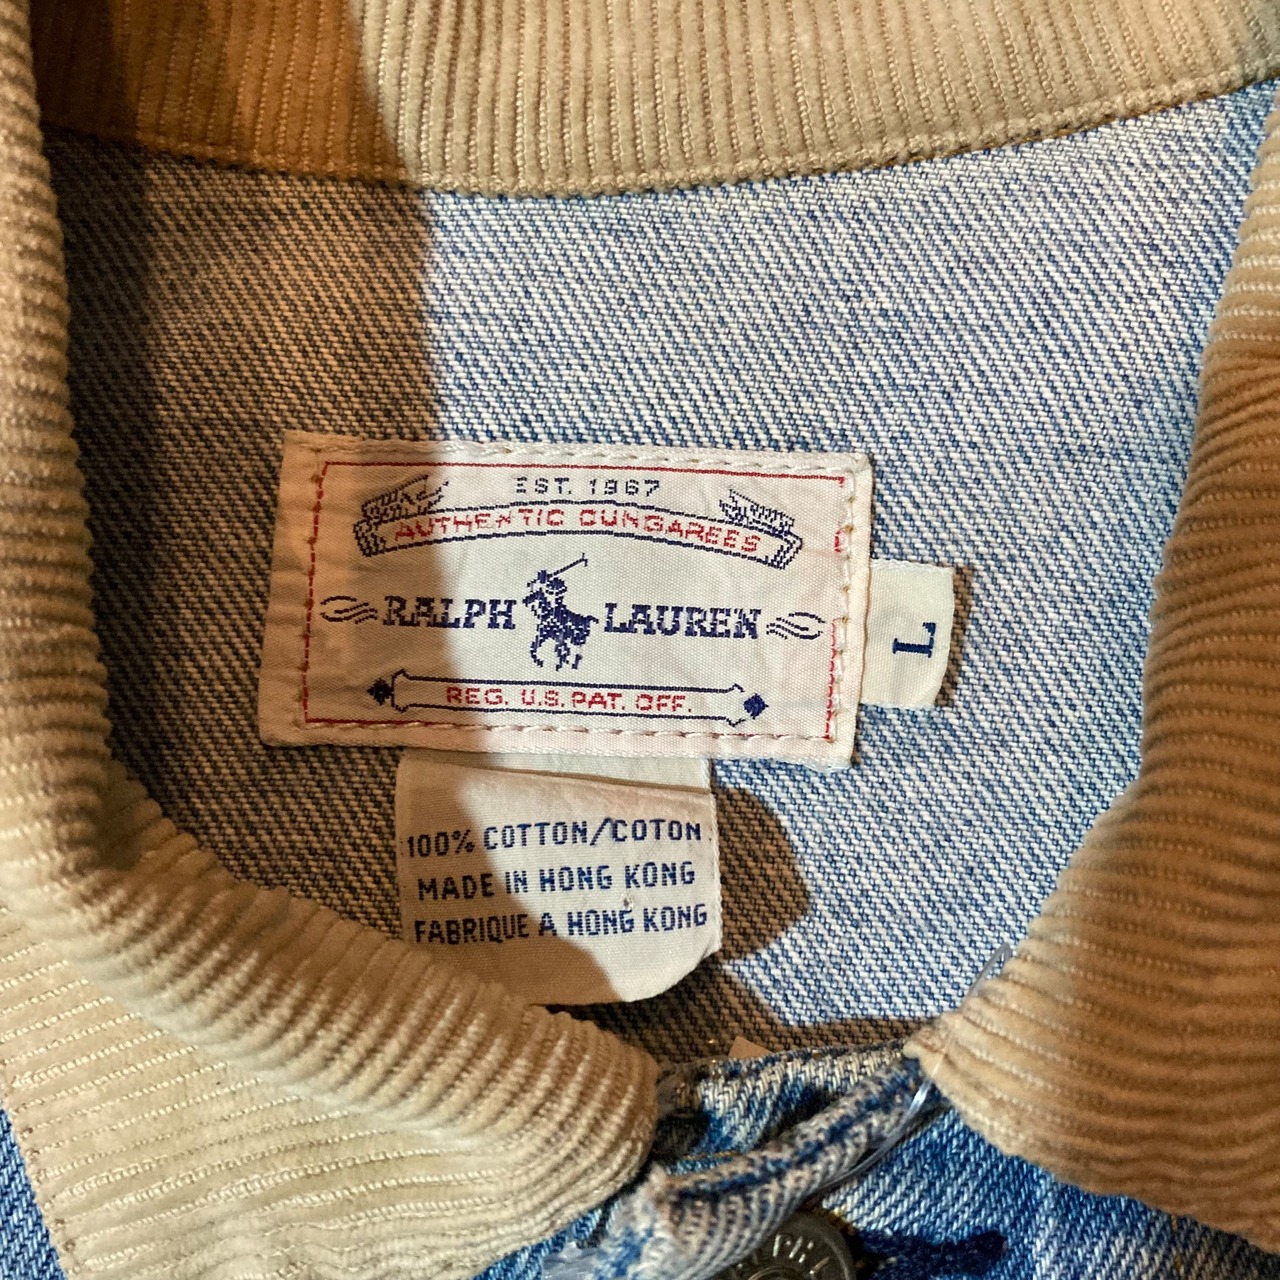 EST. 1967
AUTHENTIC DUNGAREES
RALPH LAUREN
REG. U.S. PAT. OFF.
L
100% COTTON/COTON
MADE IN HONG KONG
FABRIQUE A HONG KONG